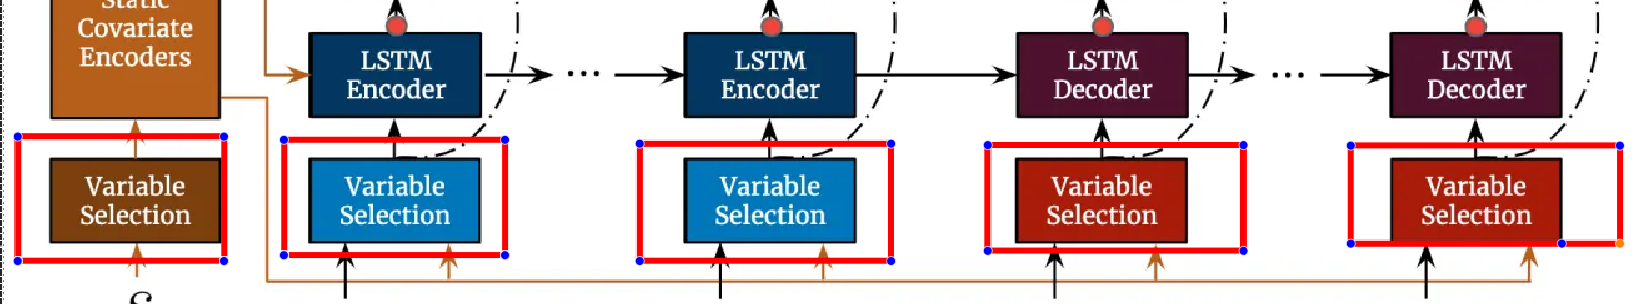 Static
Covariate
Encoders
LSTM
Encoder
...
LSTM
Encoder
LSTM
Decoder
...
LSTM
Decoder
Variable
Selection
Variable
Selection
Variable
Selection
Variable
Selection
Variable
Selection